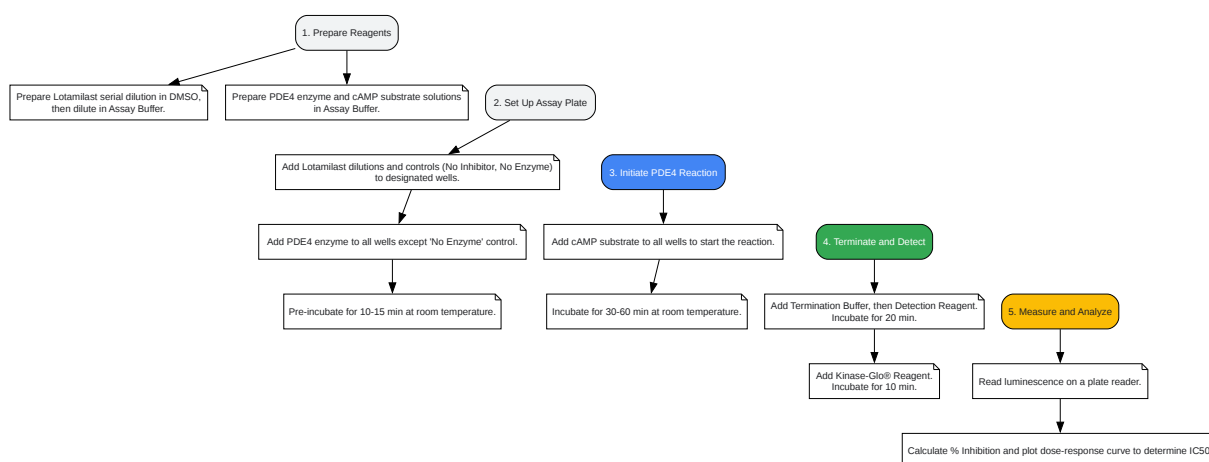 1. Prepare Reagents
Prepare Lotamilast serial dilution in DMSO,
then dilute in Assay Buffer.
Prepare PDE4 enzyme and cAMP substrate solutions
in Assay Buffer.
2. Set Up Assay Plate
Add Lotamilast dilutions and controls (No Inhibitor, No Enzyme)
to designated wells.
3. Initiate PDE4 Reaction
Add PDE4 enzyme to all wells except 'No Enzyme' control.
Add cAMP substrate to all wells to start the reaction.
4. Terminate and Detect
Pre-incubate for 10-15 min at room temperature.
Incubate for 30-60 min at room temperature.
Add Termination Buffer, then Detection Reagent.
Incubate for 20 min.
5. Measure and Analyze
Add Kinase-Glo® Reagent.
Incubate for 10 min.
Read luminescence on a plate reader.
Calculate % Inhibition and plot dose-response curve to determine IC50